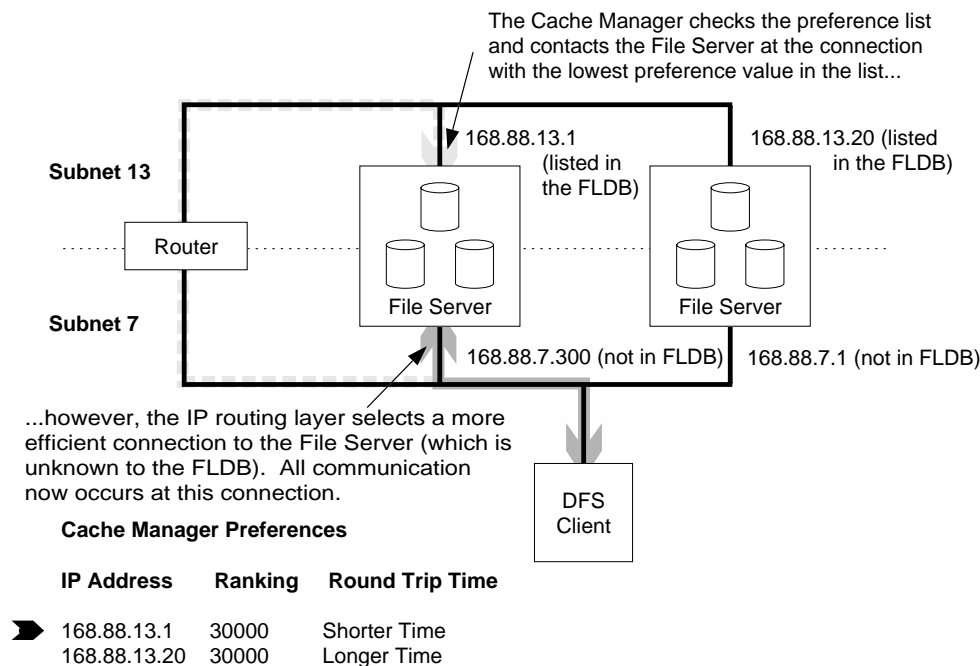 The Cache Manager checks the preference list
and contacts the File Server at the connection
with the lowest preference value in the list...
168.88.13.1
(listed in
the FLDB)
168.88.13.20 (listed
in the FLDB)
Subnet 13
Router
File Server
File Server
Subnet 7
168.88.7.300 (not in FLDB)
168.88.7.1 (not in FLDB)
...however, the IP routing layer selects a more
efficient connection to the File Server (which is
unknown to the FLDB).  All communication
now occurs at this connection.
DFS
Client
Cache Manager Preferences
IP Address Ranking Round Trip Time
168.88.13.1 30000 Shorter Time
168.88.13.20 30000 Longer Time